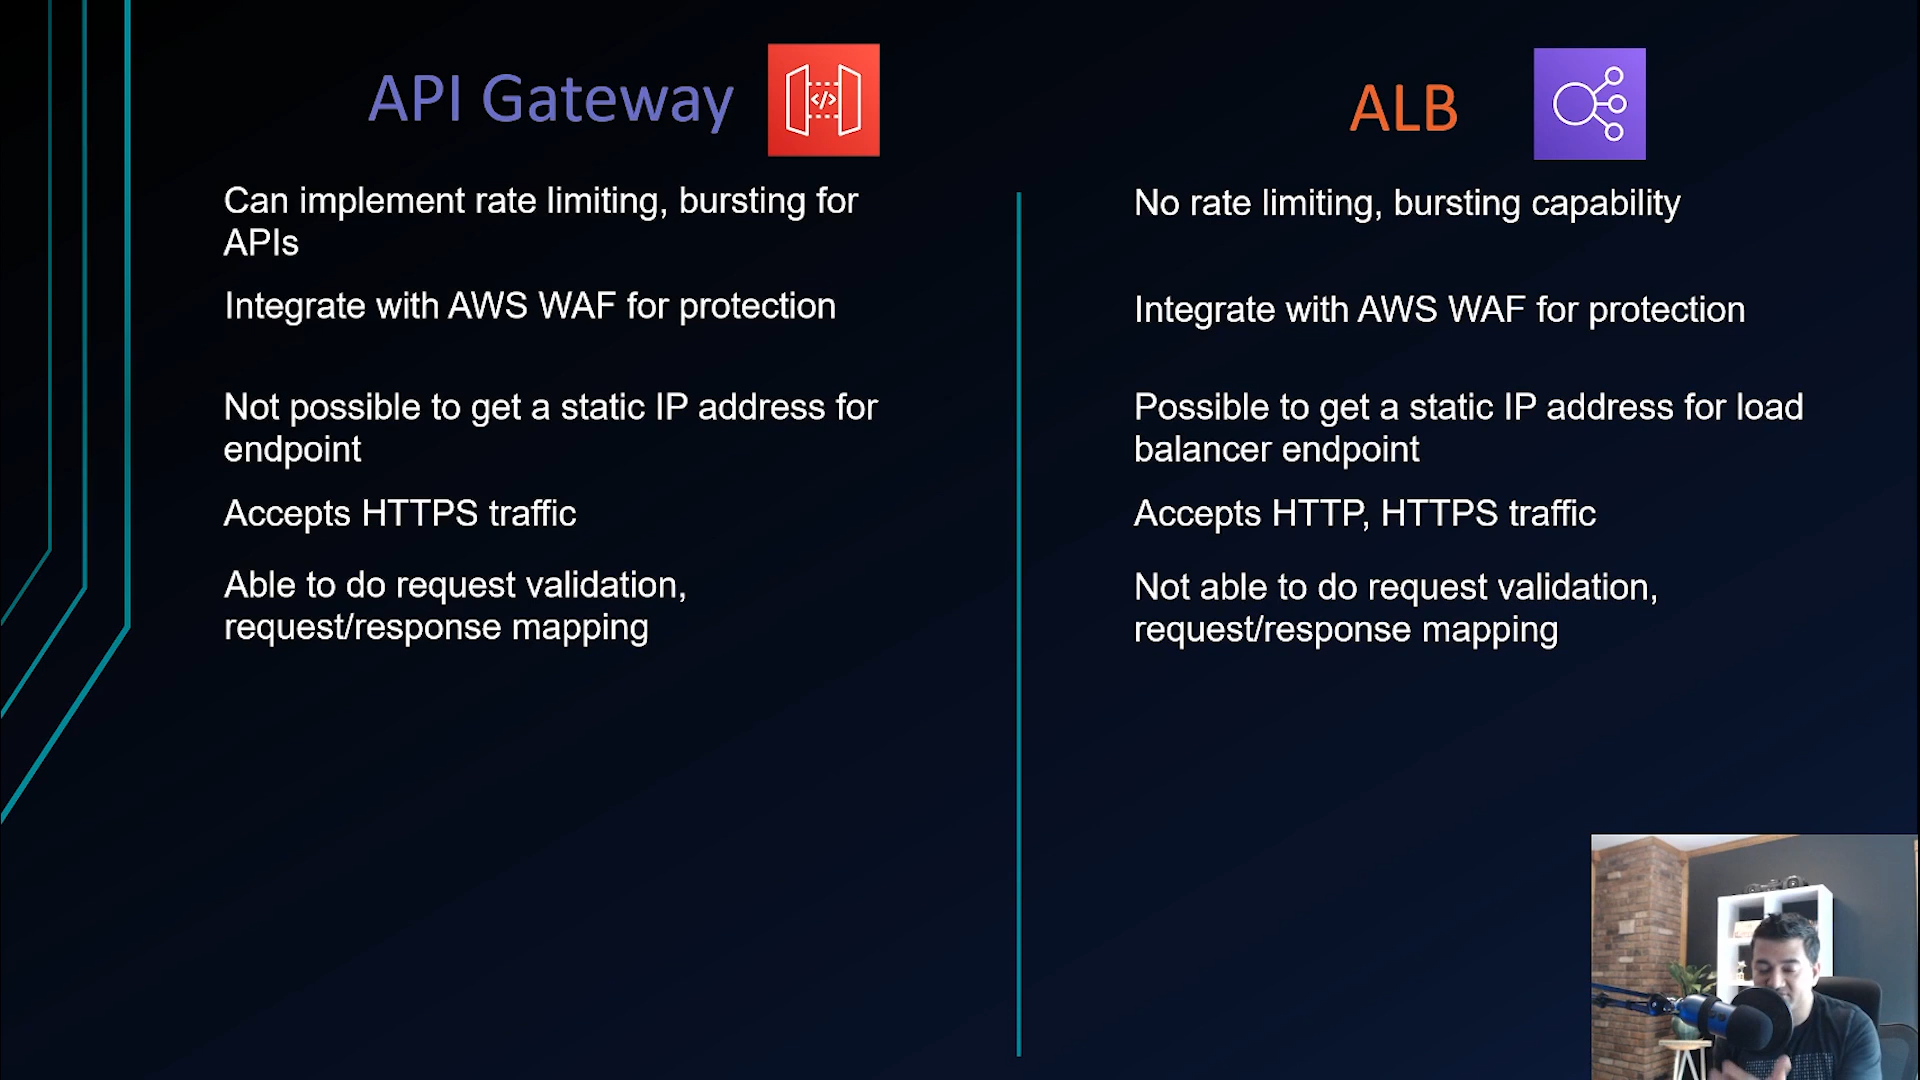 API Gateway
</>
Can implement rate limiting, bursting for
APIs
Integrate with AWS WAF for protection
Not possible to get a static IP address for
endpoint
Accepts HTTPS traffic
Able to do request validation,
request/response mapping
ALB
No rate limiting, bursting capability
Integrate with AWS WAF for protection
Possible to get a static IP address for load
balancer endpoint
Accepts HTTP, HTTPS traffic
Not able to do request validation,
request/response mapping